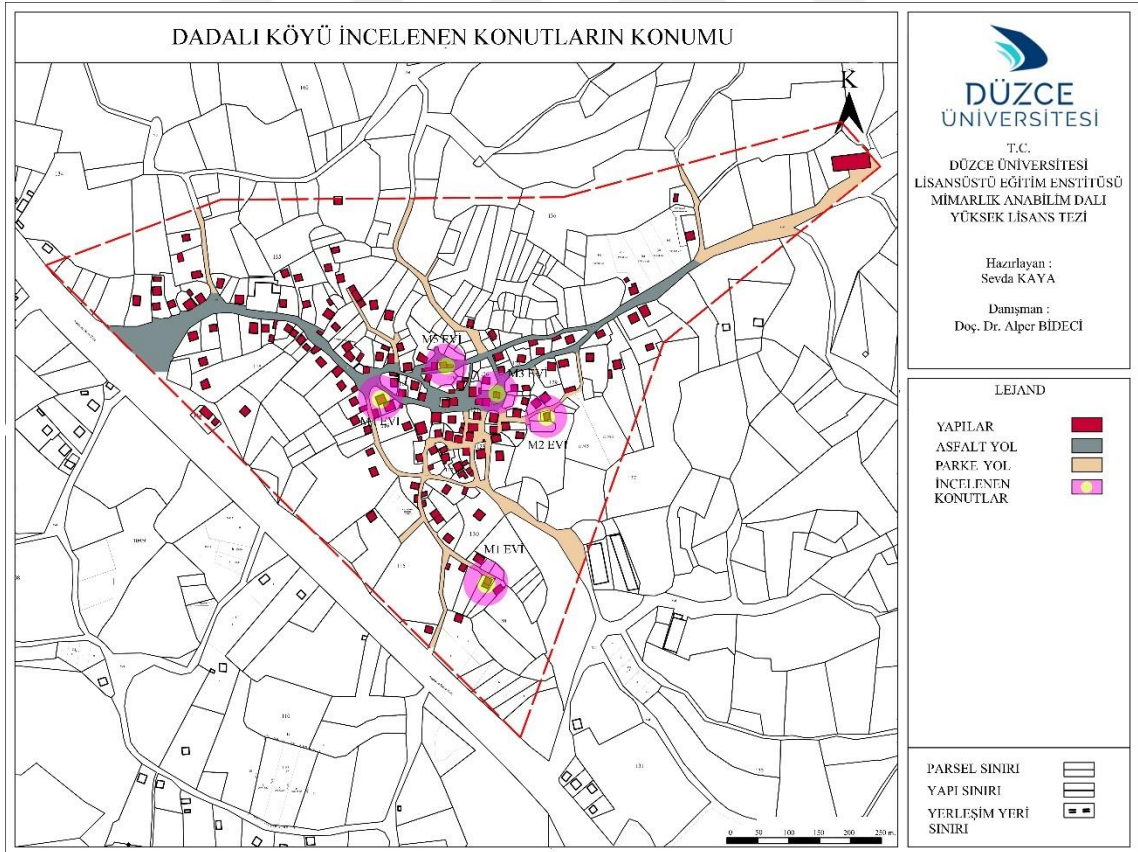 DADALI KÖYÜ İNCELENEN KONUTLARIN KONUMU
K
M5 EVİ
M3 EVİ
EVİ
M2 EVİ
M1 EVİ
0 50 100 150 200 250 m.
DÜZCE
ÜNİVERSİTESİ
T.C.
DÜZCE ÜNİVERSİTESİ
LİSANSÜSTÜ EĞİTİM ENSTİTÜSÜ
MİMARLIK ANABİLİM DALI
YÜKSEK LİSANS TEZİ
Hazırlayan :
Sevda KAYA
Danışman :
Doç. Dr. Alper BİDECİ
LEJAND
YAPILAR
ASFALT YOL
PARKE YOL
İNCELENEN
KONUTLAR
PARSEL SINIRI
YAPI SINIRI
YERLEŞİM YERİ
SINIRI